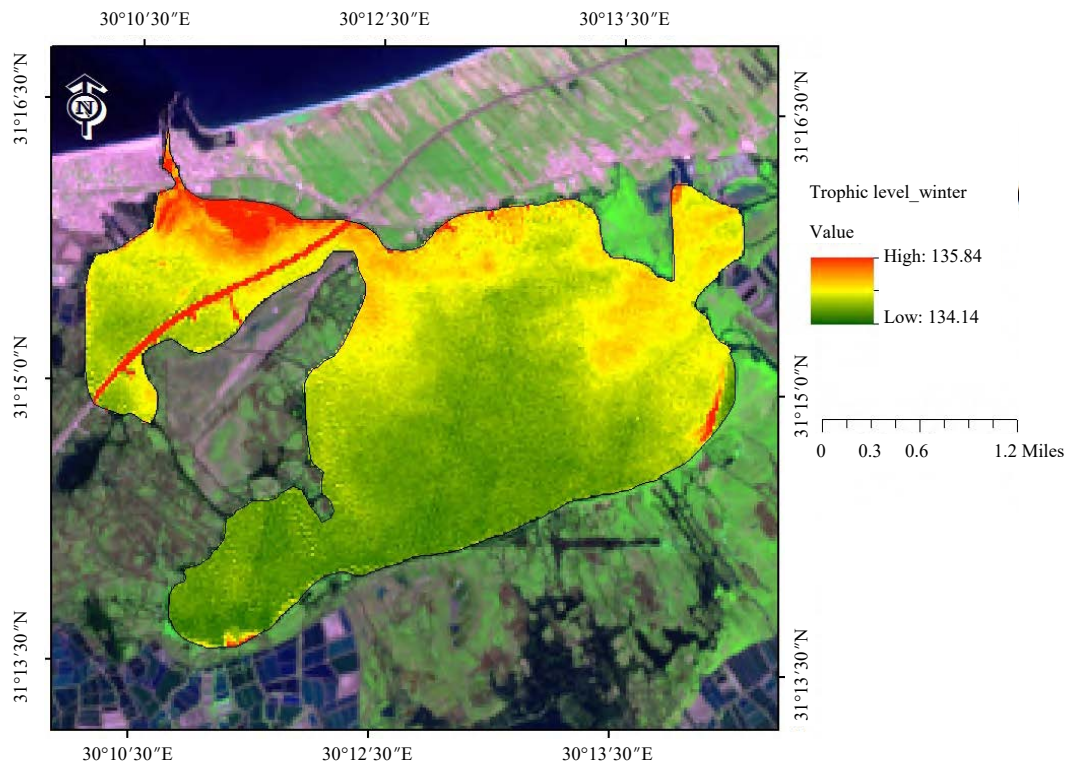 30°10′30″E 30°12′30″E 30°13′30″E
31°16′30″N
31°16′30″N
N
Trophic level_winter
Value
High: 135.84
Low: 134.14
31°15′0″N
31°15′0″N
0 0.3 0.6 1.2 Miles
31°13′30″N
31°13′30″N
30°10′30″E 30°12′30″E 30°13′30″E